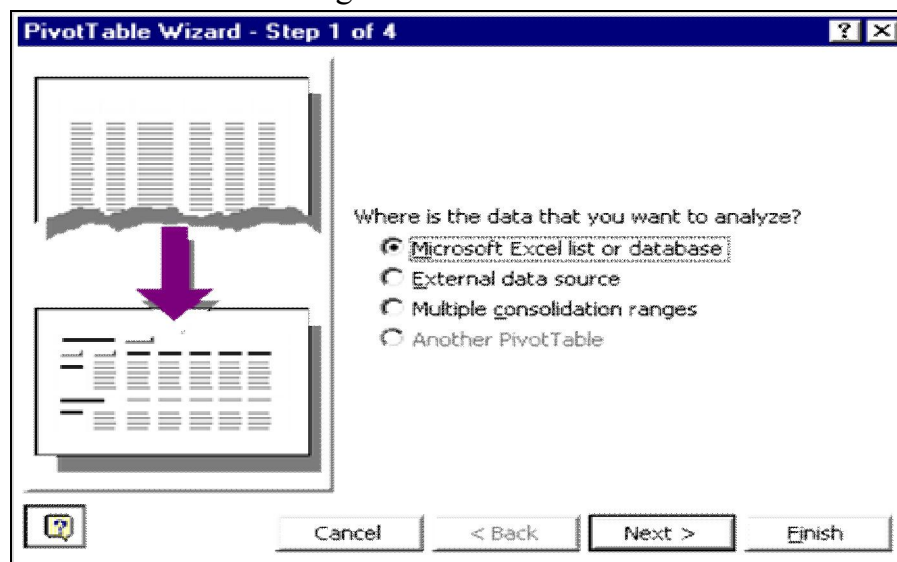 PivotTable Wizard - Step 1 of 4
Where is the data that you want to analyze?
Microsoft Excel list or database
External data source
Multiple consolidation ranges
Another PivotTable
Cancel
< Back
Next >
Finish